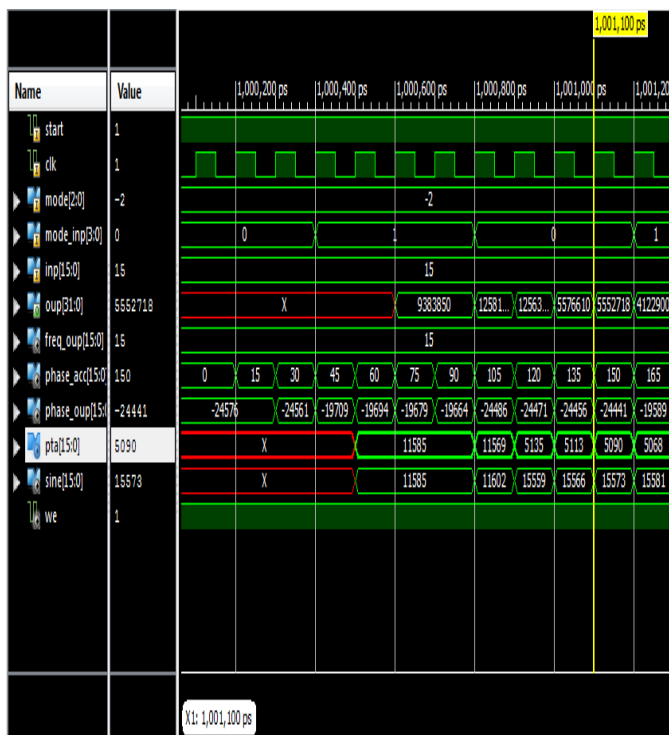 1,001,100 ps
Name Value 1,000,200 ps 1,000,400 ps 1,000,600 ps 1,000,800 ps 1,001,000 ps 1,001,20
start 1
clk 1
mode[2:0] -2 -2
mode_inp[3:0] 0 0 1 0 1
inp[15:0] 15 15
oup[31:0] 5552718 X 9383850 12581... 12563... 5576610 5552718 4122900
freq_oup[15:0] 15 15
phase_acc[15:0] 150 0 15 30 45 60 75 90 105 120 135 150 165
phase_oup[15:0 -24441 -24576 -24561 -19709 -19694 -19679 -19664 -24486 -24471 -24456 -24441 -19589
pta[15:0] 5090 X 11585 11569 5135 5113 5090 5068
sine[15:0] 15573 X 11585 11602 15559 15566 15573 15581
we 1
X1: 1,001,100 ps